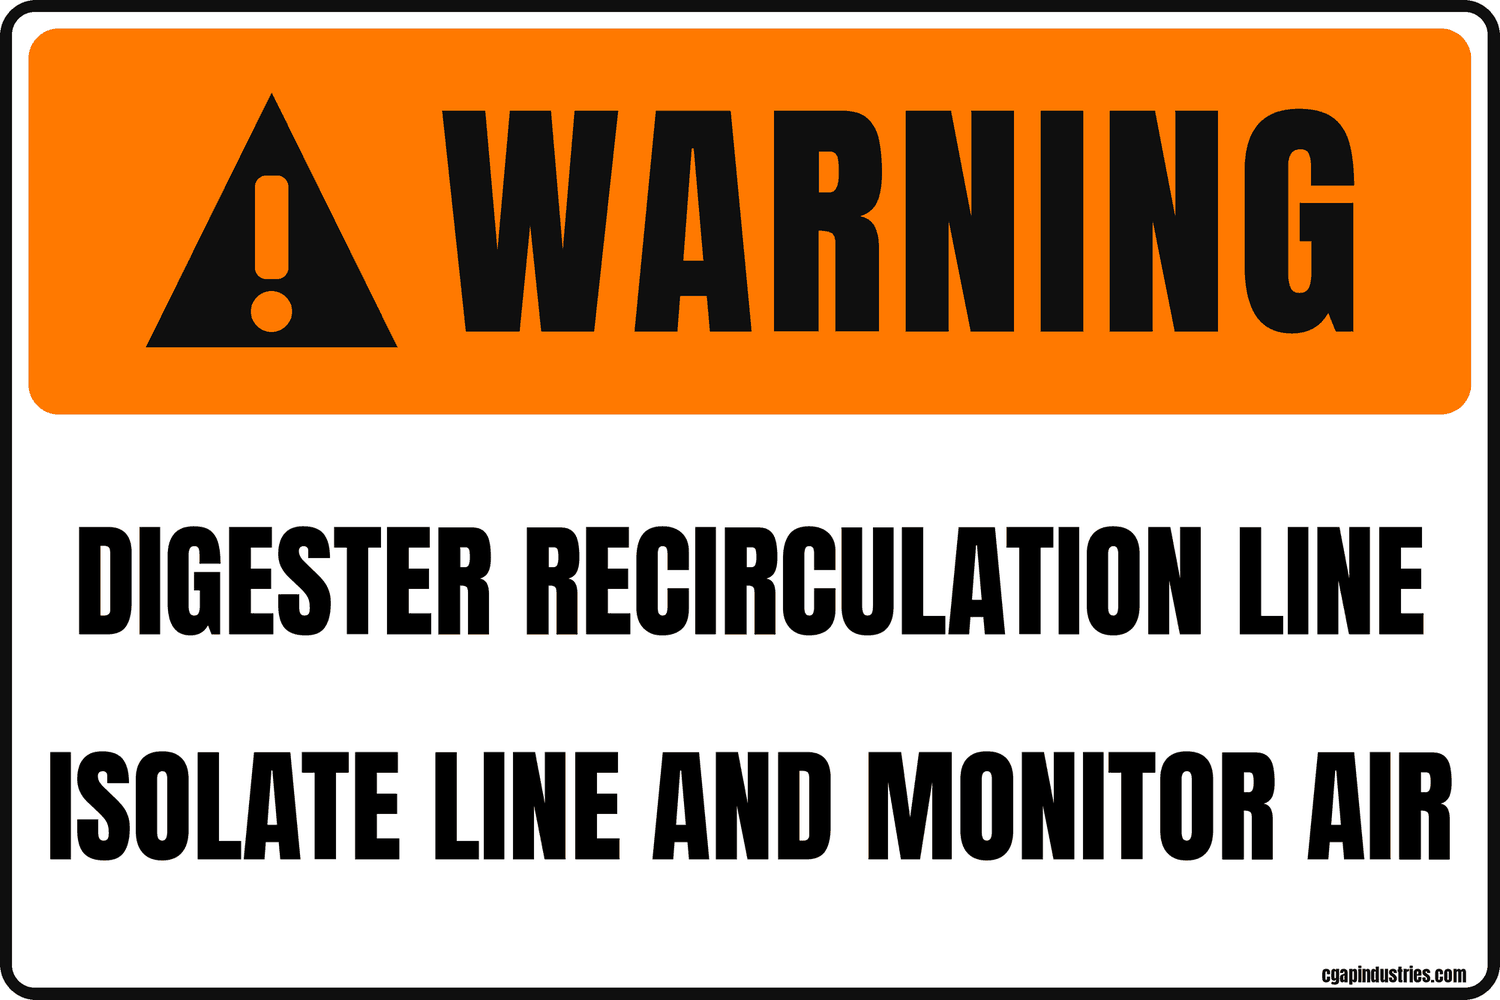 WARNING
DIGESTER RECIRCULATION LINE
ISOLATE LINE AND MONITOR AIR
cgapindustries.com